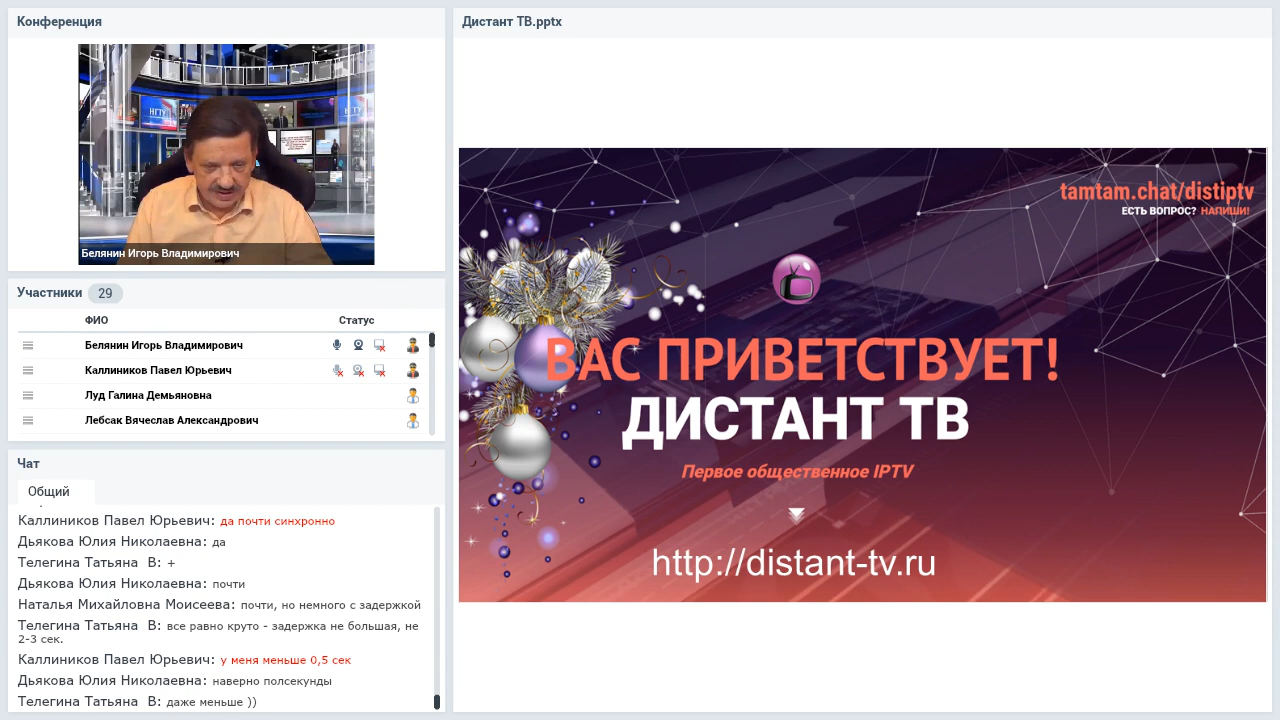 Конференция
НГТУ
Белянин Игорь Владимирович
Участники 29
ФИО Статус
Белянин Игорь Владимирович
Каллиников Павел Юрьевич
Луд Галина Демьяновна
Лебсак Вячеслав Александрович
Чат
Общий
Каллиников Павел Юрьевич: да почти синхронно
Дьякова Юлия Николаевна: да
Телегина Татьяна В: +
Дьякова Юлия Николаевна: почти
Наталья Михайловна Моисеева: почти, но немного с задержкой
Телегина Татьяна В: все равно круто - задержка не большая, не
2-3 сек.
Каллиников Павел Юрьевич: у меня меньше 0,5 сек
Дьякова Юлия Николаевна: наверно полсекунды
Телегина Татьяна В: даже меньше ))
Дистант ТВ.pptx
tamtam.chat/distiptv
ЕСТЬ ВОПРОС? НАПИШИ!
ВАС ПРИВЕТСТВУЕТ!
ДИСТАНТ ТВ
Первое общественное IPTV
http://distant-tv.ru